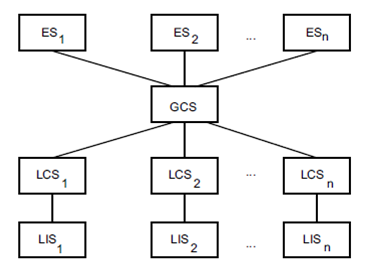 ES1 ES2 ... ESn
GCS
LCS1 LCS2 ... LCSn
LIS1 LIS2 ... LISn